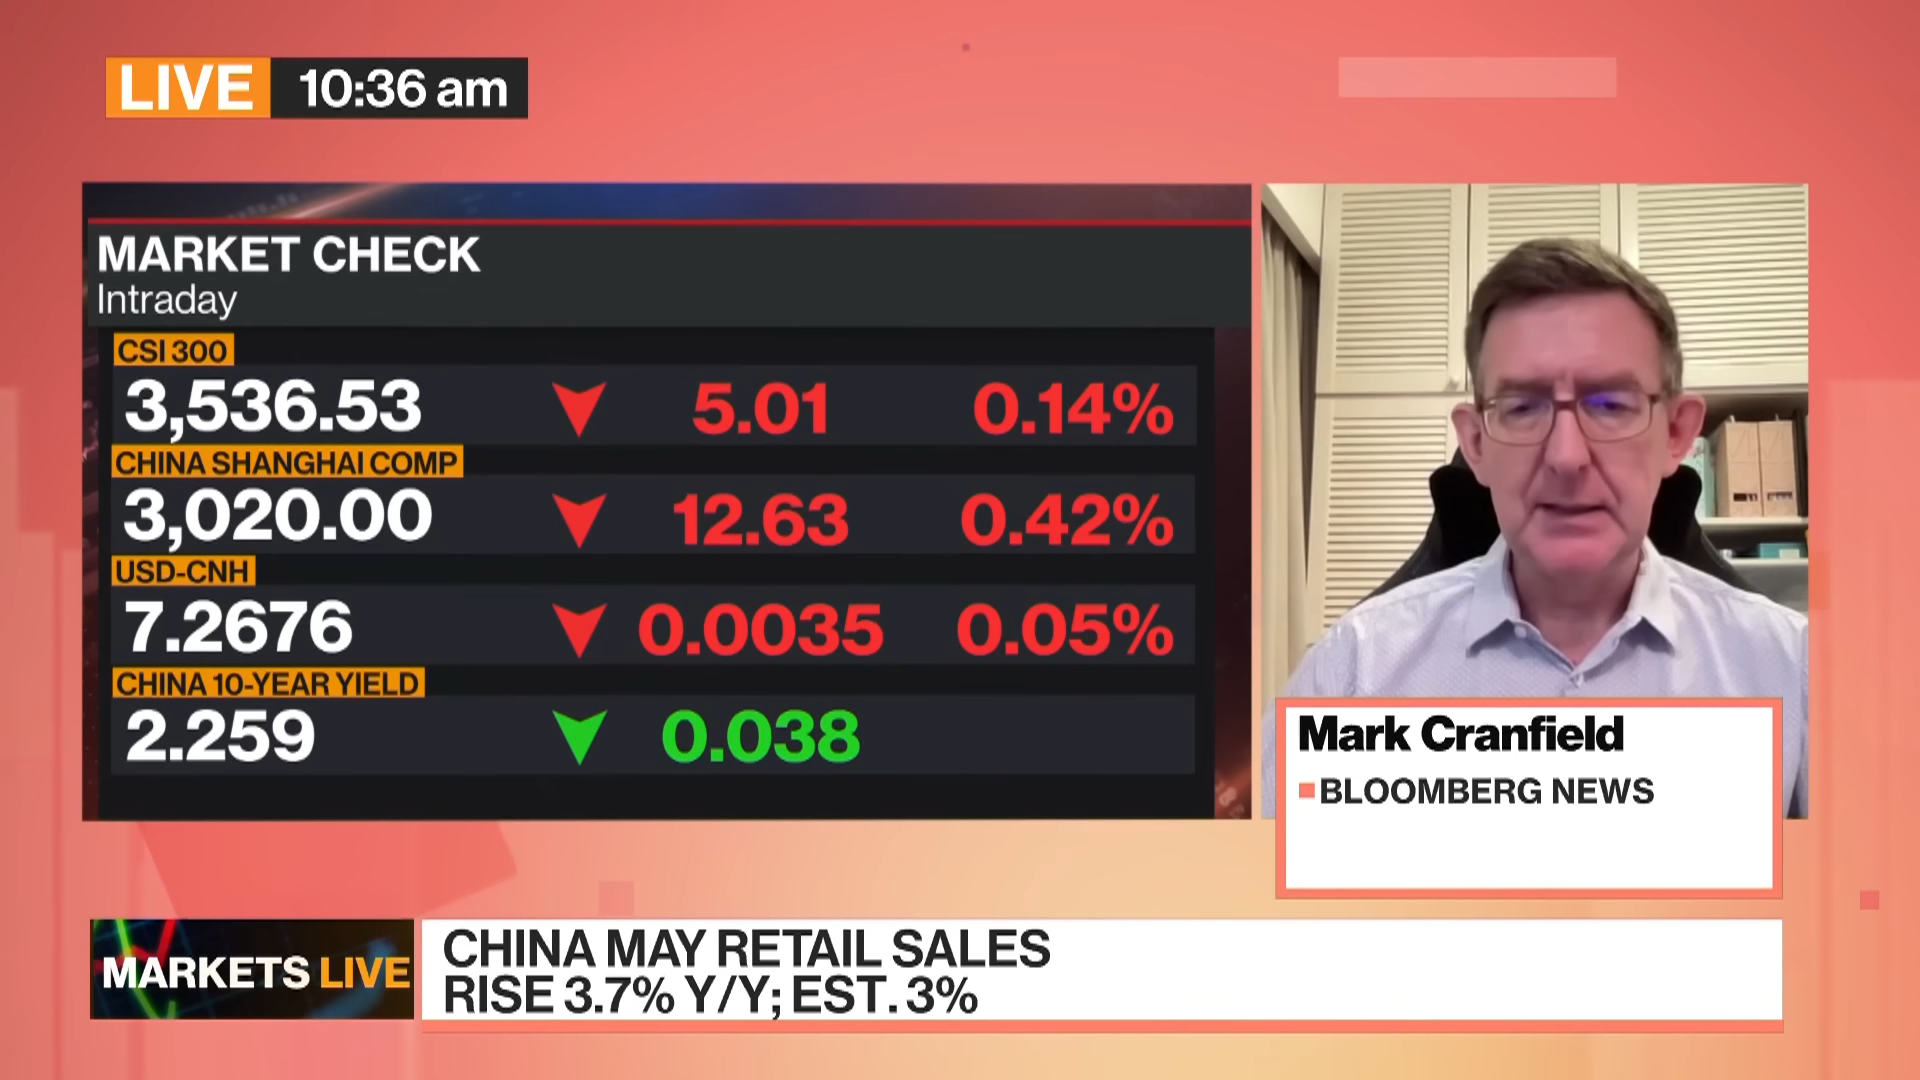 LIVE 10:36 am
MARKET CHECK
Intraday
CSI 300
3,536.53 5.01 0.14%
CHINA SHANGHAI COMP
3,020.00 12.63 0.42%
USD-CNH
7.2676 0.0035 0.05%
CHINA 10-YEAR YIELD
2.259 0.038
Mark Cranfield
BLOOMBERG NEWS
MARKETS LIVE
CHINA MAY RETAIL SALES
RISE 3.7% Y/Y; EST. 3%